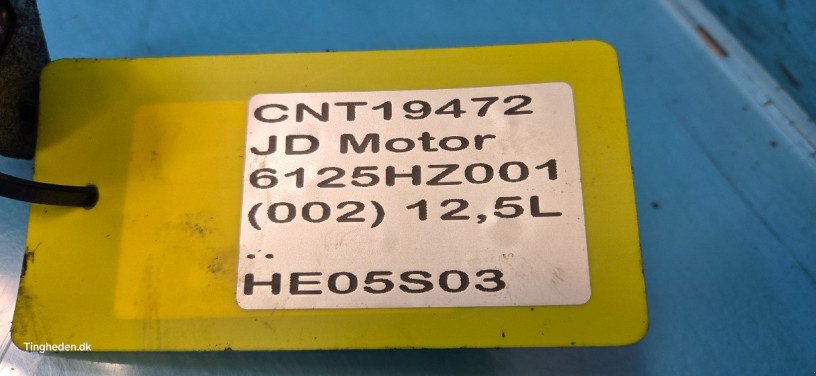 CNT19472
JD Motor
6125HZ001
(002) 12,5L
..
HE05S03
Tingheden.dk